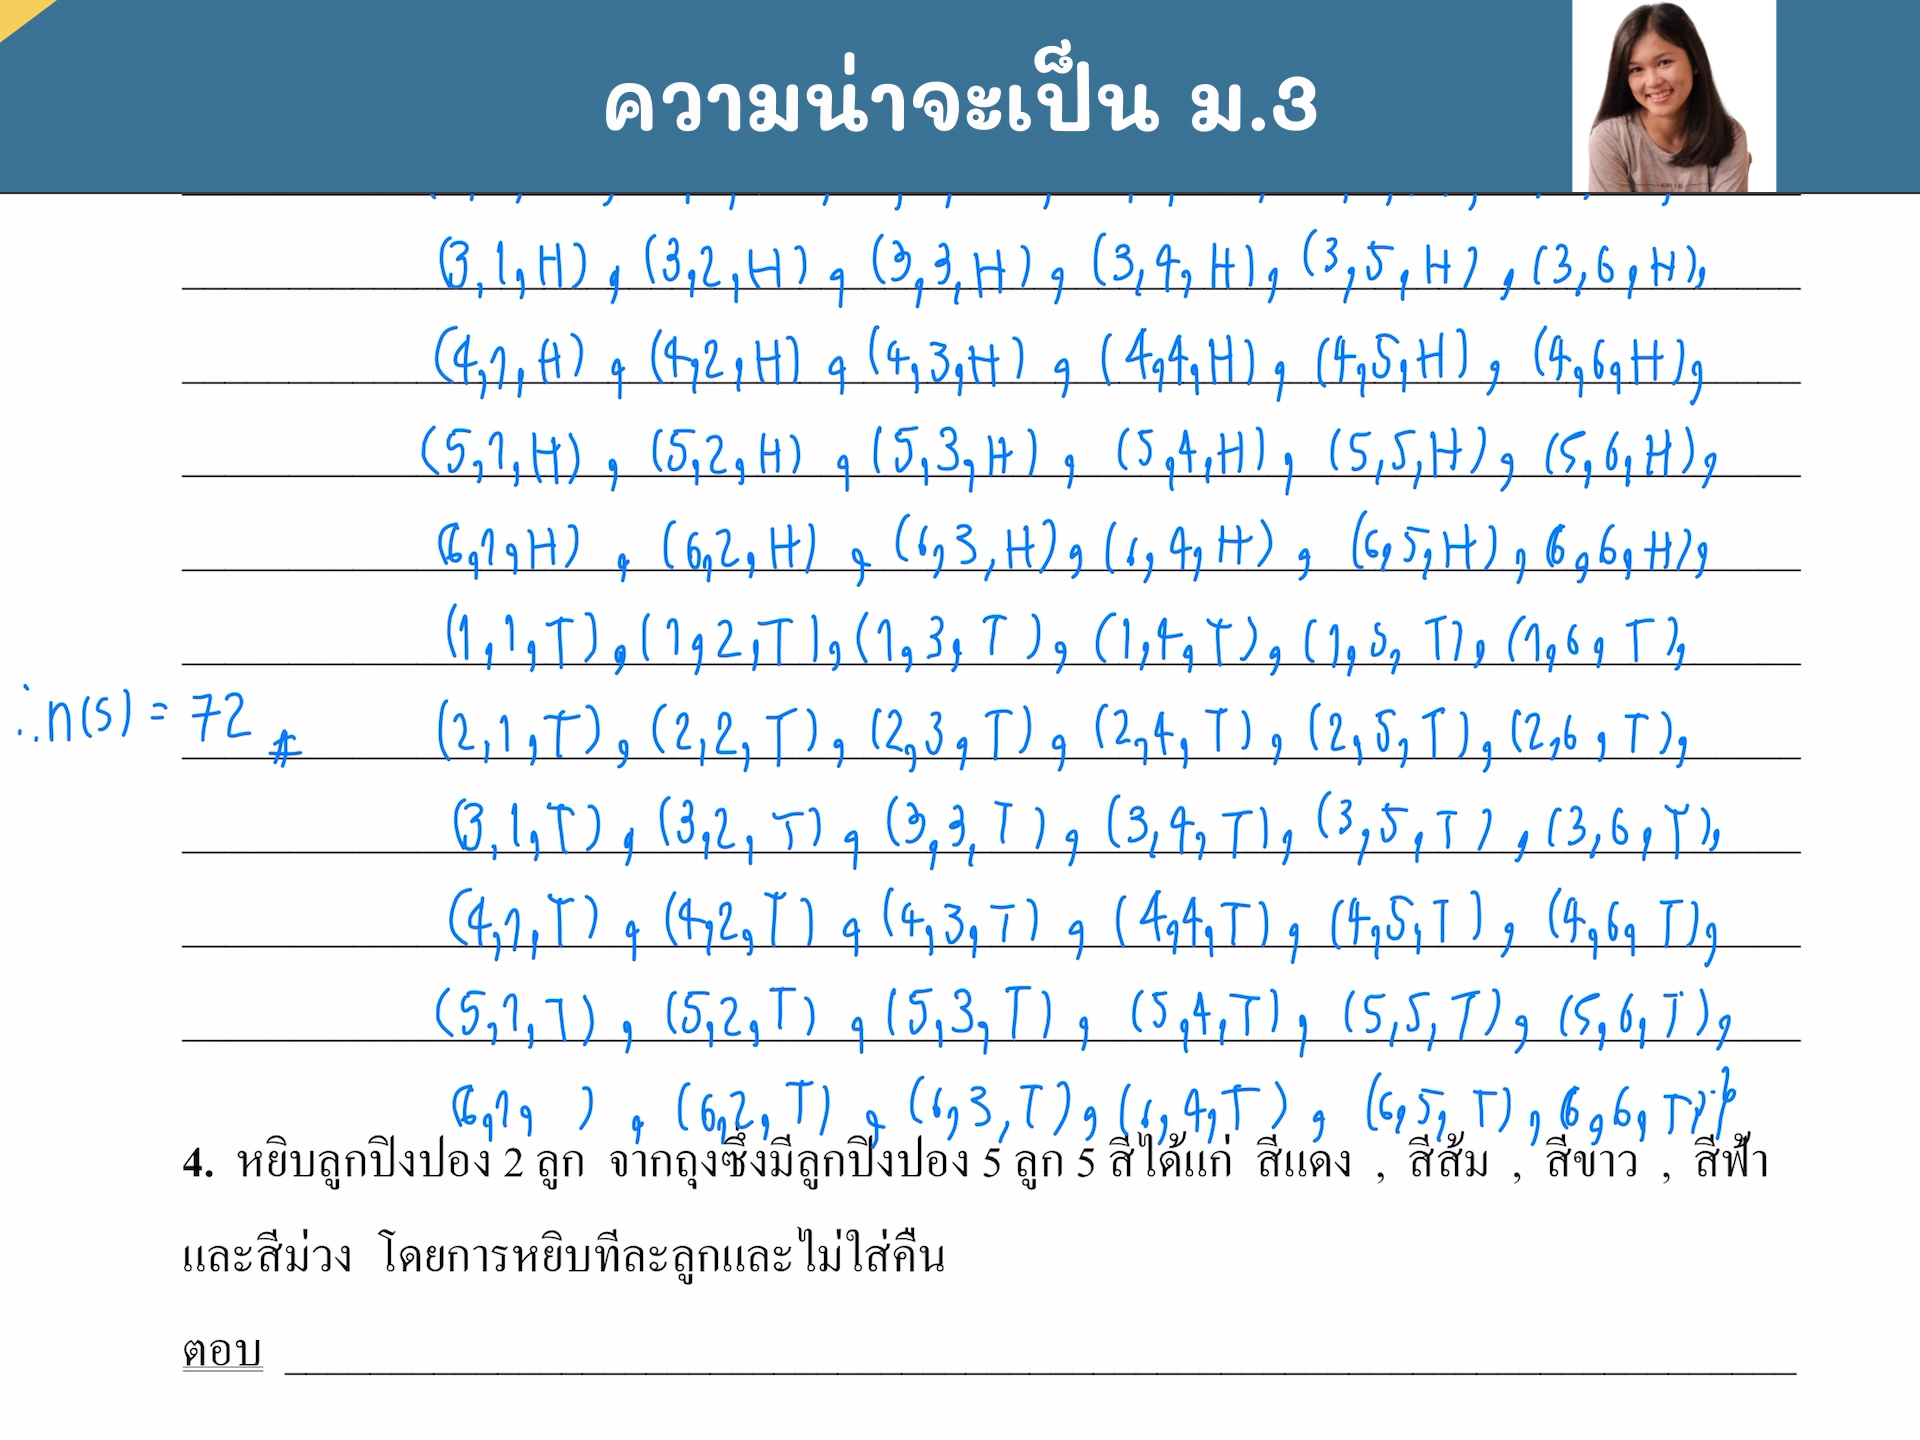 ความน่าจะเป็น ม.3
(3,1,H), (3,2,H), (3,3,H), (3,4,H), (3,5,H), (3,6,H),
(4,1,H), (4,2,H), (4,3,H), (4,4,H), (4,5,H), (4,6,H),
(5,1,H), (5,2,H), (5,3,H), (5,4,H), (5,5,H), (5,6,H),
(6,1,H), (6,2,H), (6,3,H), (6,4,H), (6,5,H), (6,6,H),
(1,1,T), (1,2,T), (1,3,T), (1,4,T), (1,5,T), (1,6,T),
∴n(s) = 72 # (2,1,T), (2,2,T), (2,3,T), (2,4,T), (2,5,T), (2,6,T),
(3,1,T), (3,2,T), (3,3,T), (3,4,T), (3,5,T), (3,6,T),
(4,1,T), (4,2,T), (4,3,T), (4,4,T), (4,5,T), (4,6,T),
(5,1,T), (5,2,T), (5,3,T), (5,4,T), (5,5,T), (5,6,T),
(6,1, ), (6,2,T), (6,3,T), (6,4,T), (6,5,T), (6,6,T)}
4. หยิบลูกปิงปอง 2 ลูก จากถุงซึ่งมีลูกปิงปอง 5 ลูก 5 สีได้แก่ สีแดง , สีส้ม , สีขาว , สีฟ้า
และสีม่วง โดยการหยิบทีละลูกและไม่ใส่คืน
ตอบ